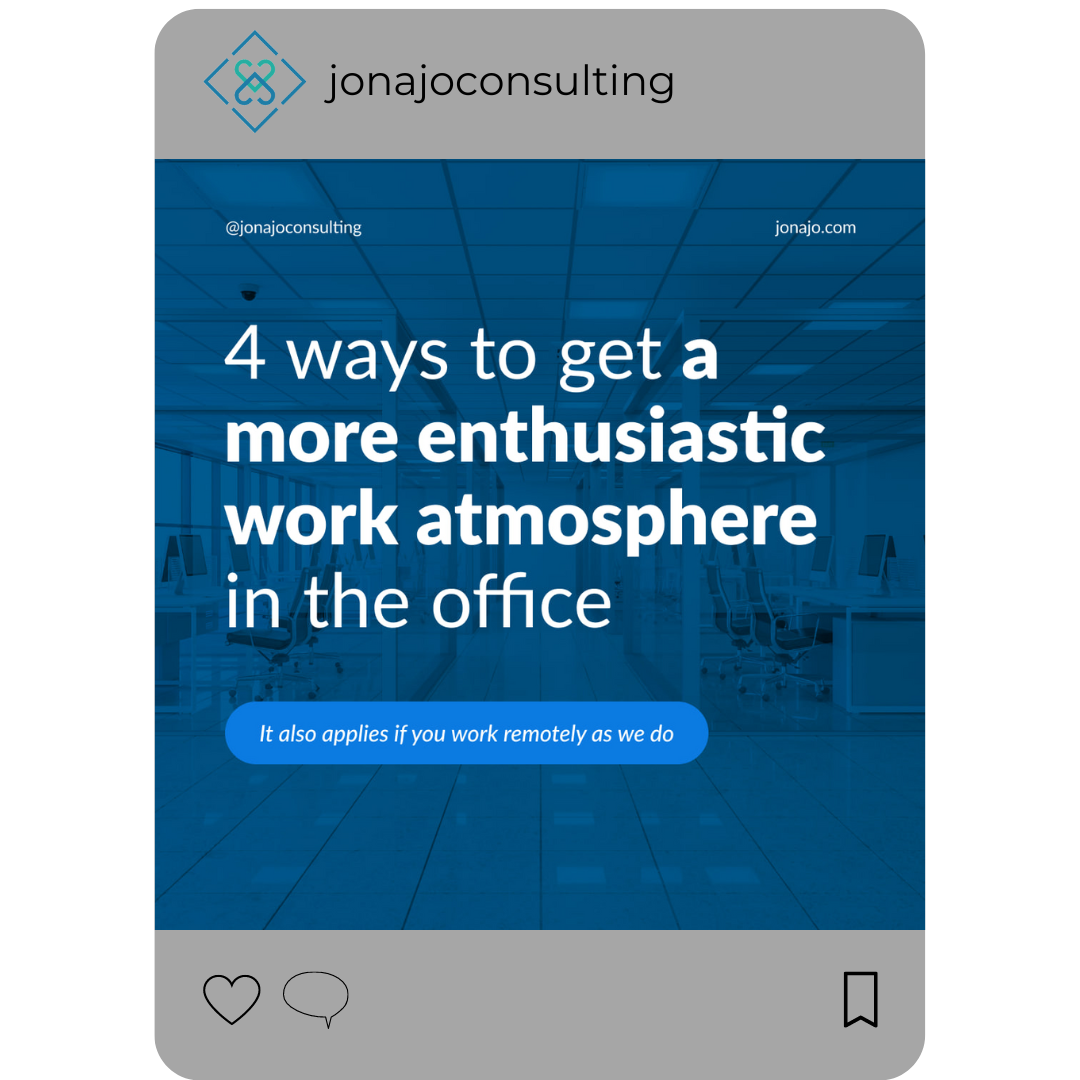 jonajoconsulting
@jonajoconsulting
jonajo.com
4 ways to get a
more enthusiastic
work atmosphere
in the office
It also applies if you work remotely as we do